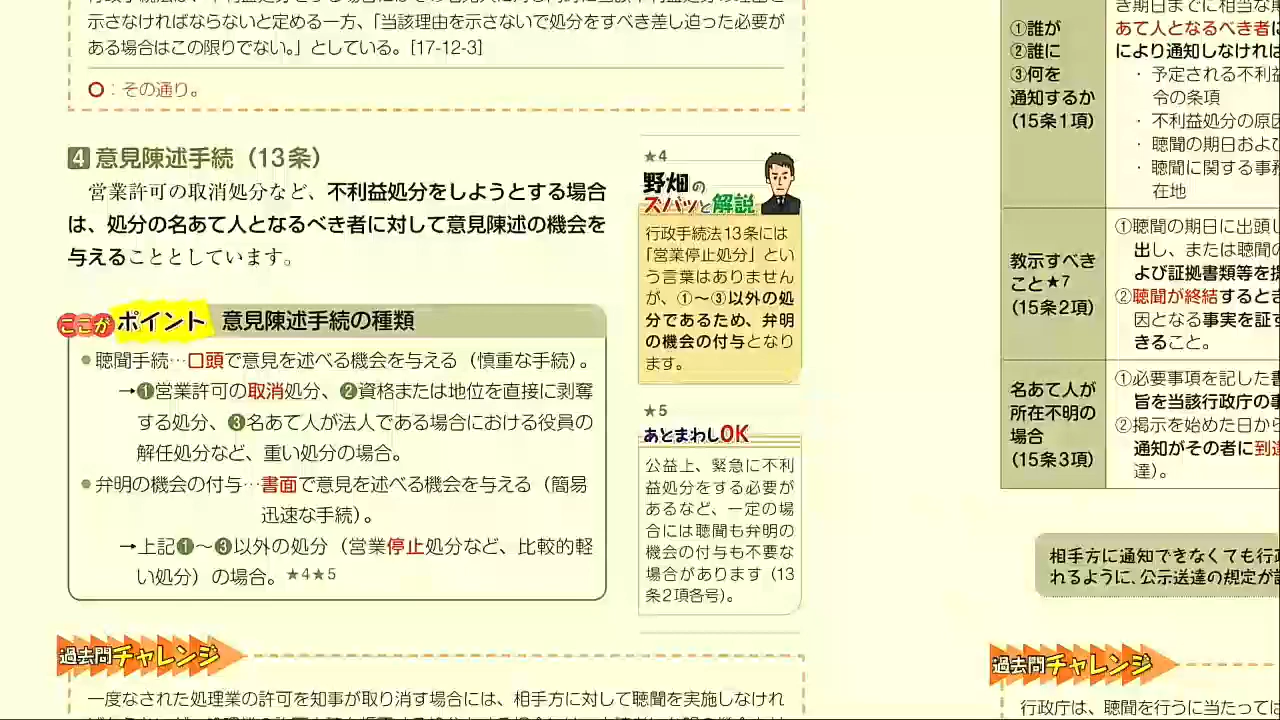 示さなければならないと定める一方、「当該理由を示さないで処分をすべき差し迫った必要が
ある場合はこの限りでない。」としている。[17-12-3]
○：その通り。
4 意見陳述手続（13条）
営業許可の取消処分など、不利益処分をしようとする場合
は、処分の名あて人となるべき者に対して意見陳述の機会を
与えることとしています。
ここがポイント 意見陳述手続の種類
●聴聞手続…口頭で意見を述べる機会を与える（慎重な手続）。
→❶営業許可の取消処分、❷資格または地位を直接に剥奪
する処分、❸名あて人が法人である場合における役員の
解任処分など、重い処分の場合。
●弁明の機会の付与…書面で意見を述べる機会を与える（簡易
迅速な手続）。
→上記❶～❸以外の処分（営業停止処分など、比較的軽
い処分）の場合。★4★5
★4
野畑の
ズバッと解説
行政手続法13条には
「営業停止処分」とい
う言葉はありません
が、①～③以外の処
分であるため、弁明
の機会の付与となり
ます。
★5
あとまわしOK
公益上、緊急に不利
益処分をする必要が
あるなど、一定の場
合には聴聞も弁明の
機会の付与も不要な
場合があります（13
条2項各号）。
過去問チャレンジ
一度なされた処理業の許可を知事が取り消す場合には、相手方に対して聴聞を実施しなけれ
①誰が
②誰に
③何を
通知するか
(15条1項)
き期日までに相当な
あて人となるべき者に
により通知しなければ
・予定される不利益
令の条項
・不利益処分の原因
・聴聞の期日およ
・聴聞に関する事務
在地
教示すべき
こと★7
(15条2項)
①聴聞の期日に出頭し
出し、または聴聞の
よび証拠書類等を
②聴聞が終結するとき
因となる事実を証す
きること。
名あて人が
所在不明の
場合
(15条3項)
①必要事項を記した書
旨を当該行政庁の事
②掲示を始めた日から
通知がその者に到達
達）。
相手方に通知できなくても行政
れるように、公示送達の規定が
過去問チャレンジ
行政庁は、聴聞を行うに当たっては